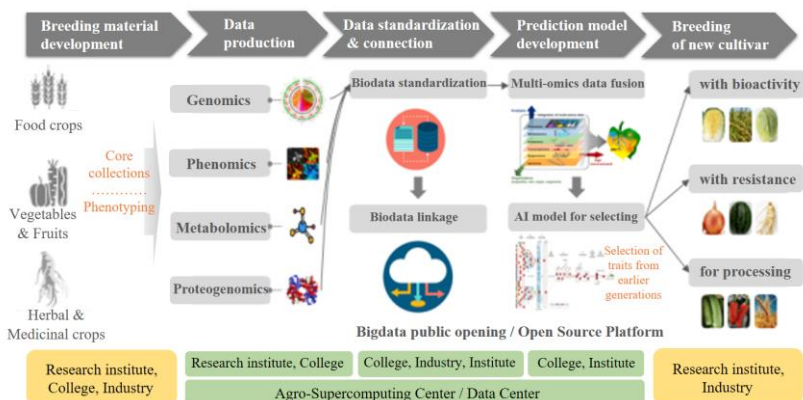 Breeding material
development
Data
production
Data standardization
& connection
Prediction model
development
Breeding
of new cultivar
Food crops
Vegetables
& Fruits
Herbal &
Medicinal crops
Core
collections
Phenotyping
Genomics
Phenomics
Metabolomics
Proteogenomics
Biodata standardization
Biodata linkage
Multi-omics data fusion
AI model for selecting
Selection of
traits from
earlier
generations
with bioactivity
with resistance
for processing
Bigdata public opening / Open Source Platform
Research institute,
College, Industry
Research institute, College
College, Industry, Institute
College, Institute
Research institute,
Industry
Agro-Supercomputing Center / Data Center